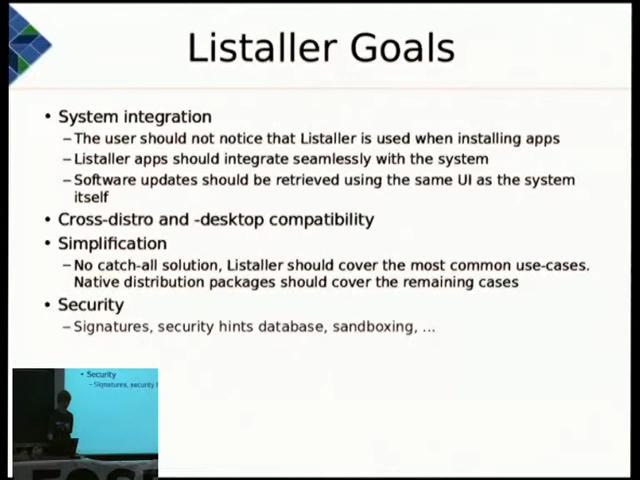 Listaller Goals
• System integration
–The user should not notice that Listaller is used when installing apps
–Listaller apps should integrate seamlessly with the system
–Software updates should be retrieved using the same UI as the system
itself
• Cross-distro and -desktop compatibility
• Simplification
–No catch-all solution, Listaller should cover the most common use-cases.
Native distribution packages should cover the remaining cases
• Security
–Signatures, security hints database, sandboxing, ...
• Security
–Signatures, security